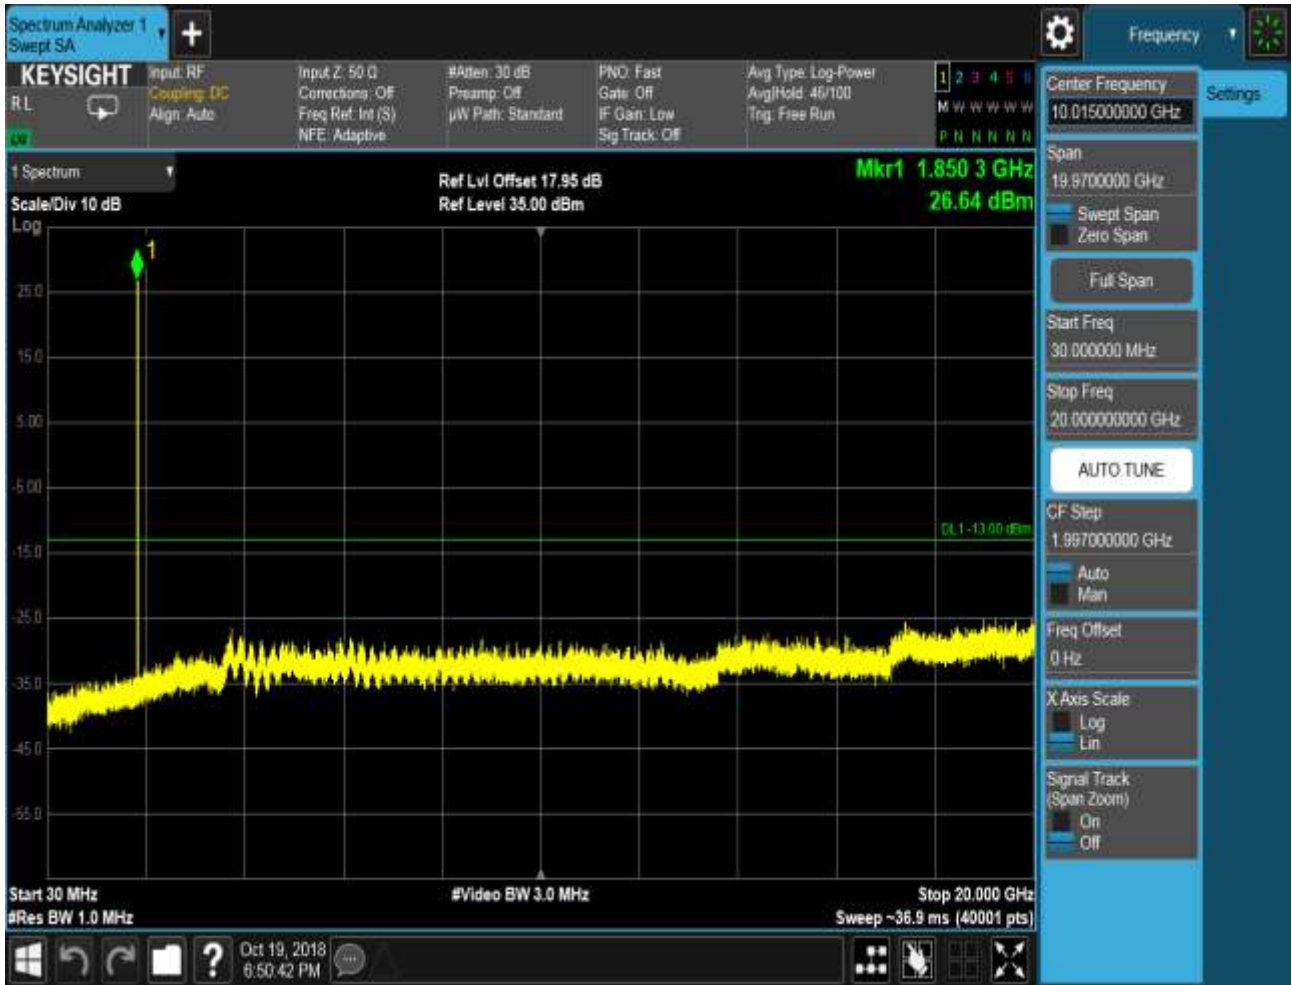 Spectrum Analyzer 1
Swept SA
Frequency
KEYSIGHT
RL
Input: RF
Coupling: DC
Align: Auto
Input Z: 50 Ω
Corrections: Off
Freq Ref: Int (S)
NFE: Adaptive
#Atten: 30 dB
Preamp: Off
µW Path: Standard
PNO: Fast
Gate: Off
IF Gain: Low
Sig Track: Off
Avg Type: Log-Power
Avg|Hold: 46/100
Trig: Free Run
1 2 3 4 5 6
M W W W W W
P N N N N N
Center Frequency
10.015000000 GHz
Settings
Span
19.9700000 GHz
Swept Span
Zero Span
Full Span
Start Freq
30.000000 MHz
Stop Freq
20.000000000 GHz
AUTO TUNE
CF Step
1.997000000 GHz
Auto
Man
Freq Offset
0 Hz
X Axis Scale
Log
Lin
Signal Track
(Span Zoom)
On
Off
1 Spectrum
Scale/Div 10 dB
Log
Ref Lvl Offset 17.95 dB
Ref Level 35.00 dBm
Mkr1 1.850 3 GHz
26.64 dBm
1
25.0
15.0
5.00
-5.00
DL1 -13.00 dBm
-15.0
-25.0
-35.0
-45.0
-55.0
Start 30 MHz
#Video BW 3.0 MHz
Stop 20.000 GHz
#Res BW 1.0 MHz
Sweep ~36.9 ms (40001 pts)
?
Oct 19, 2018
6:50:42 PM